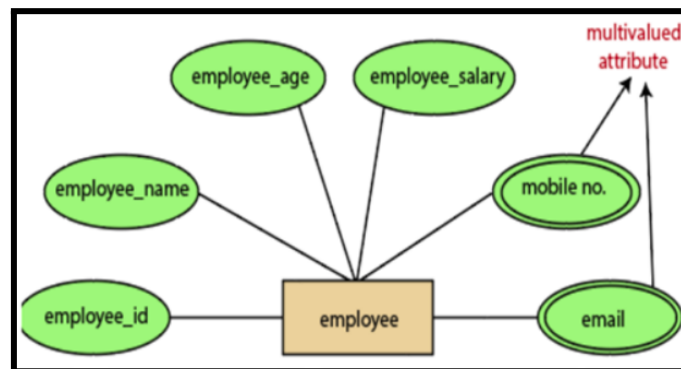 multivalued
attribute
employee_age
employee_salary
employee_name
mobile no.
employee_id
employee
email